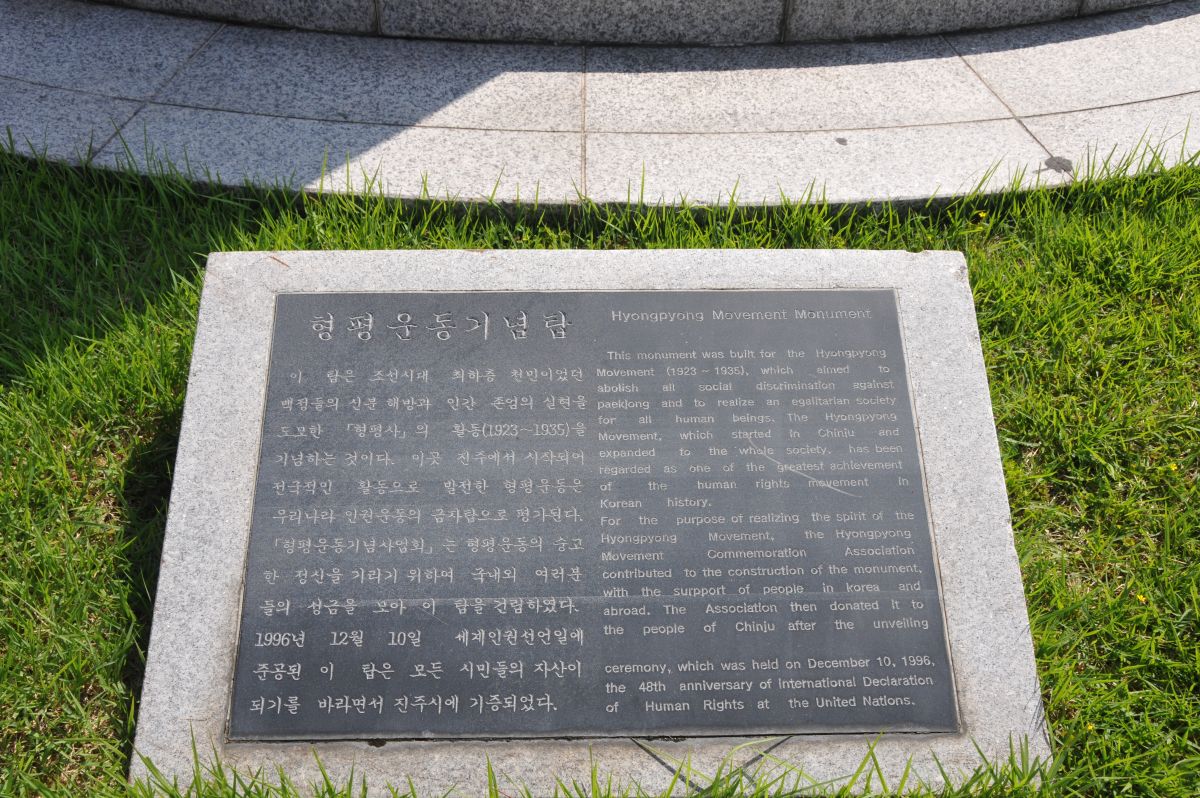 형평운동기념탑
이 탑은 조선시대 최하층 천민이었던
백정들의 신분 해방과 인간 존엄의 실현을
도모한 「형평사」의 활동(1923~1935)을
기념하는 것이다. 이곳 진주에서 시작되어
전국적인 활동으로 발전한 형평운동은
우리나라 인권운동의 금자탑으로 평가된다.
「형평운동기념사업회」는 형평운동의 숭고
한 정신을 기리기 위하여 국내외 여러분
들의 성금을 모아 이 탑을 건립하였다.
1996년 12월 10일 세계인권선언일에
준공된 이 탑은 모든 시민들의 자산이
되기를 바라면서 진주시에 기증되었다.
Hyongpyong Movement Monument
This monument was built for the Hyongpyong
Movement (1923 ~ 1935), which aimed to
abolish all social discrimination against
paekjong and to realize an egalitarian society
for all human beings. The Hyongpyong
Movement, which started in Chinju and
expanded to the whole society, has been
regarded as one of the greatest achievement
of the human rights movement in
Korean history.
For the purpose of realizing the spirit of the
Hyongpyong Movement, the Hyongpyong
Movement Commemoration Association
contributed to the construction of the monument,
with the surpport of people in korea and
abroad. The Association then donated it to
the people of Chinju after the unveiling
ceremony, which was held on December 10, 1996,
the 48th anniversary of International Declaration
of Human Rights at the United Nations.